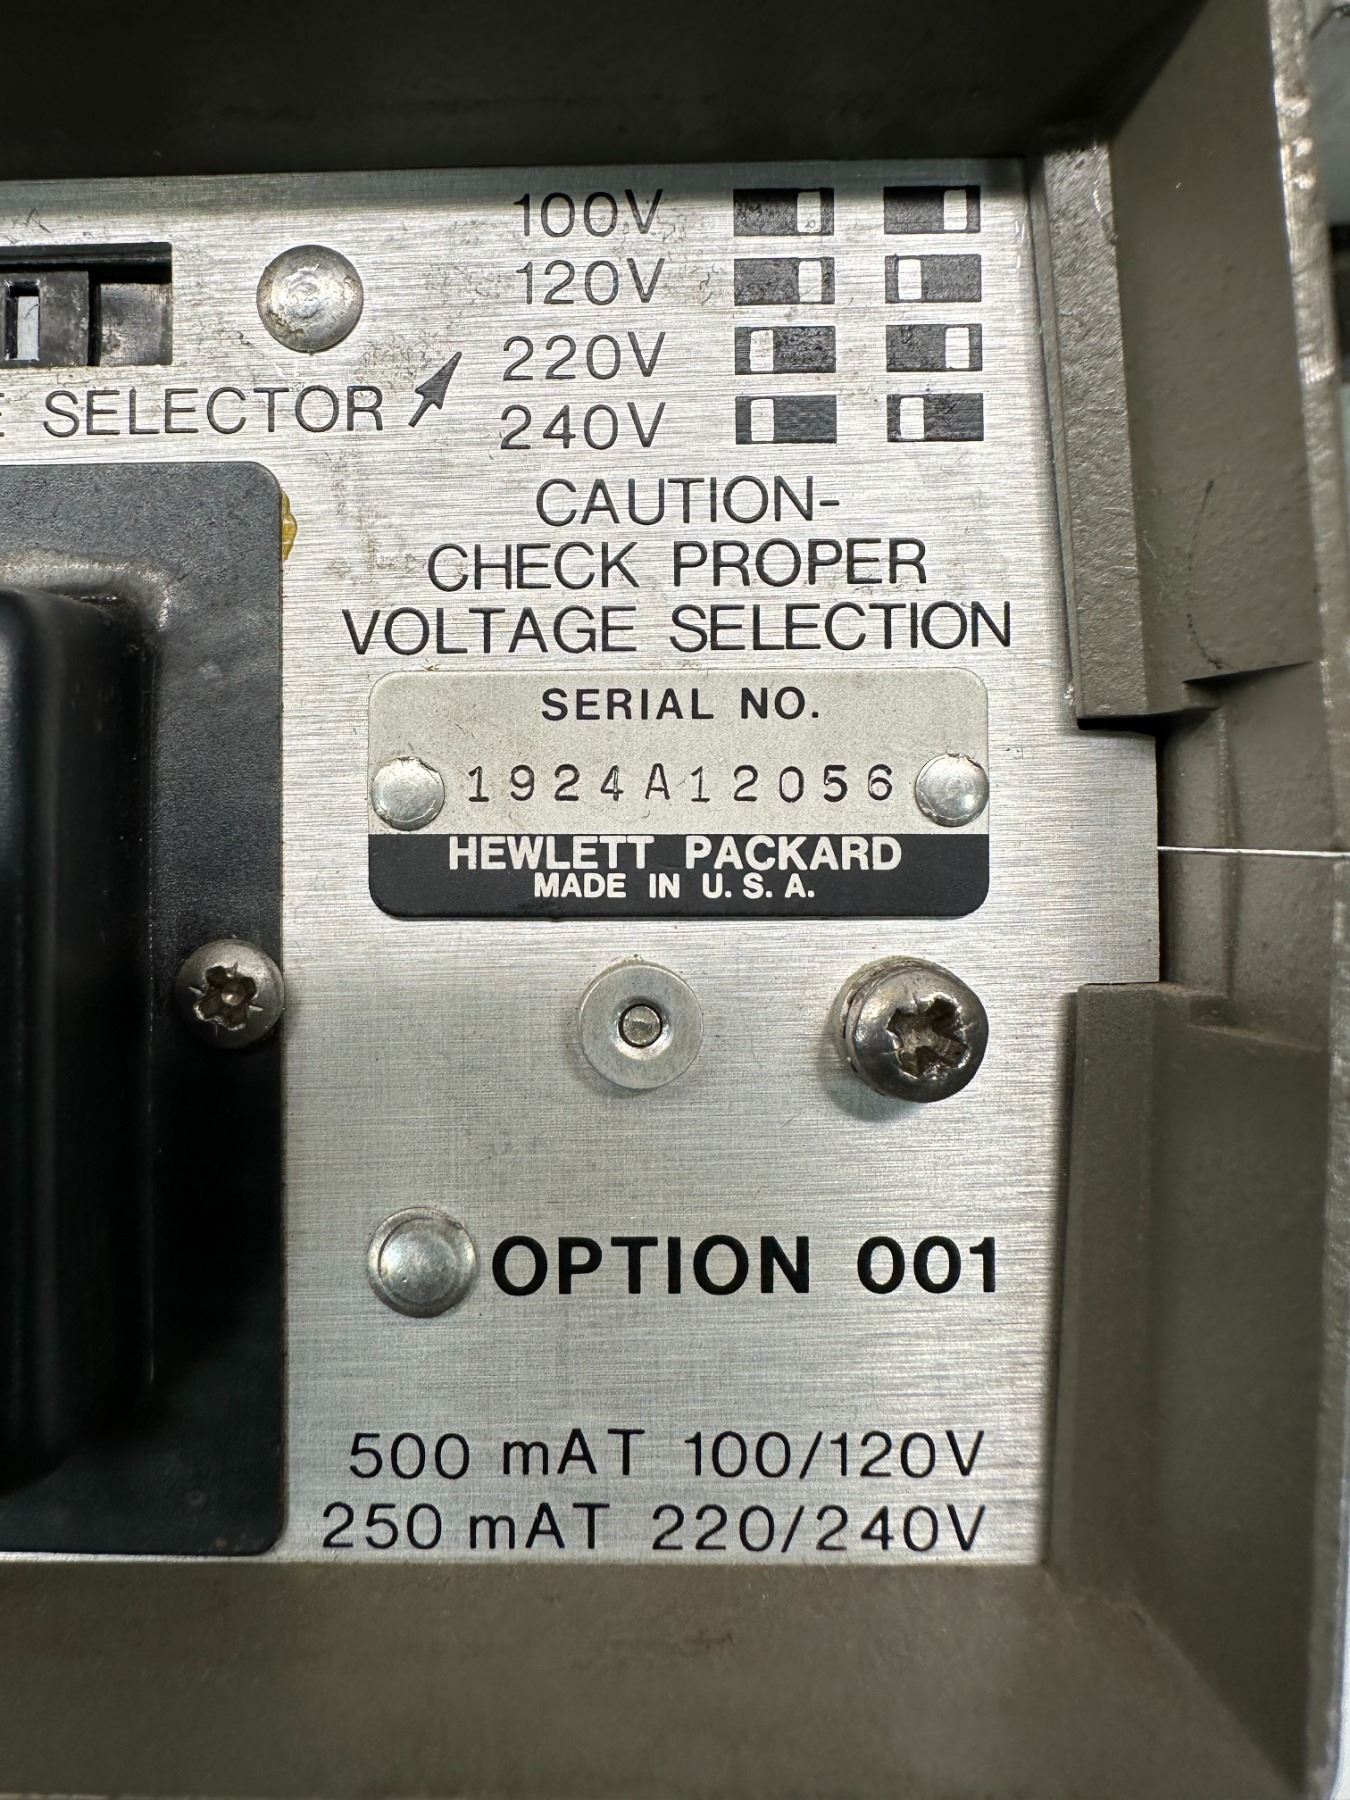 100V
120V
220V
240V
E SELECTOR
CAUTION-
CHECK PROPER
VOLTAGE SELECTION
SERIAL NO.
1924A12056
HEWLETT PACKARD
MADE IN U.S.A.
OPTION 001
500 mAT 100/120V
250 mAT 220/240V